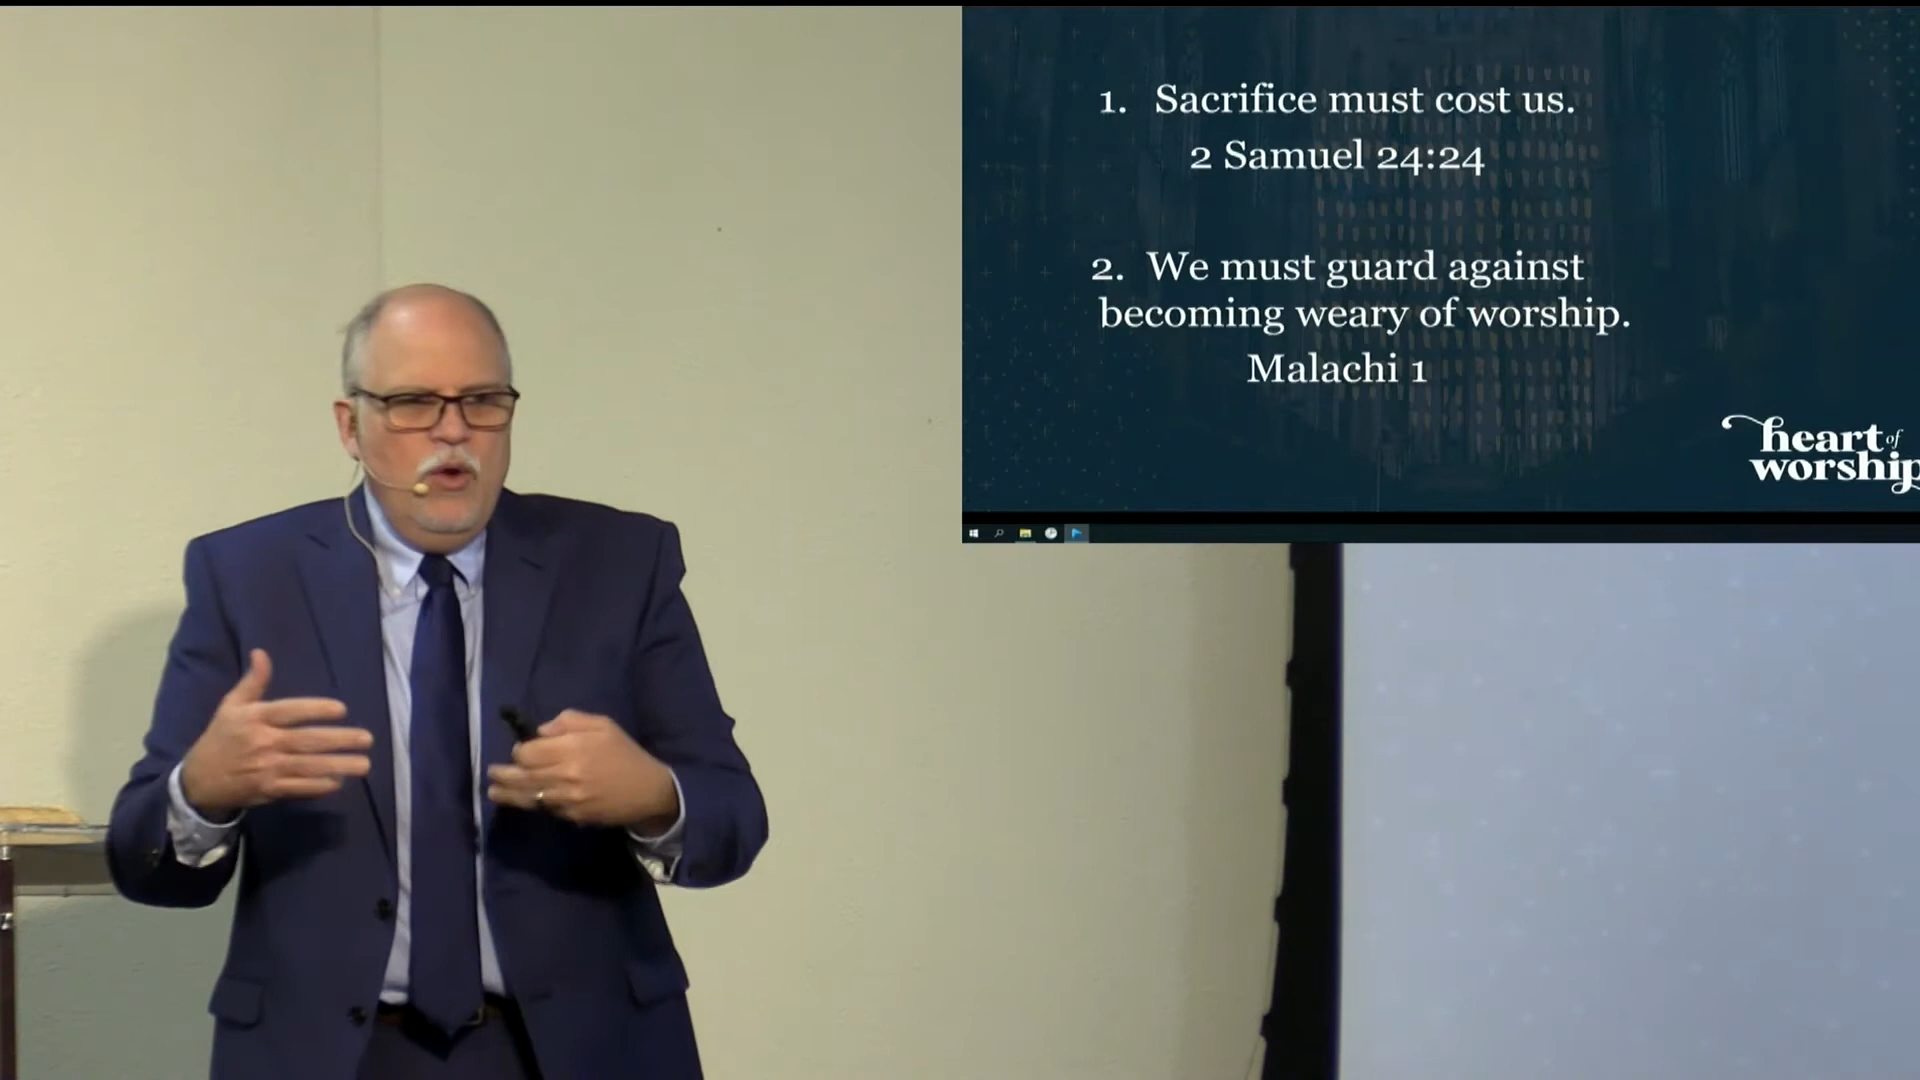 1. Sacrifice must cost us.
2 Samuel 24:24
2. We must guard against
becoming weary of worship.
Malachi 1
heart of
worship